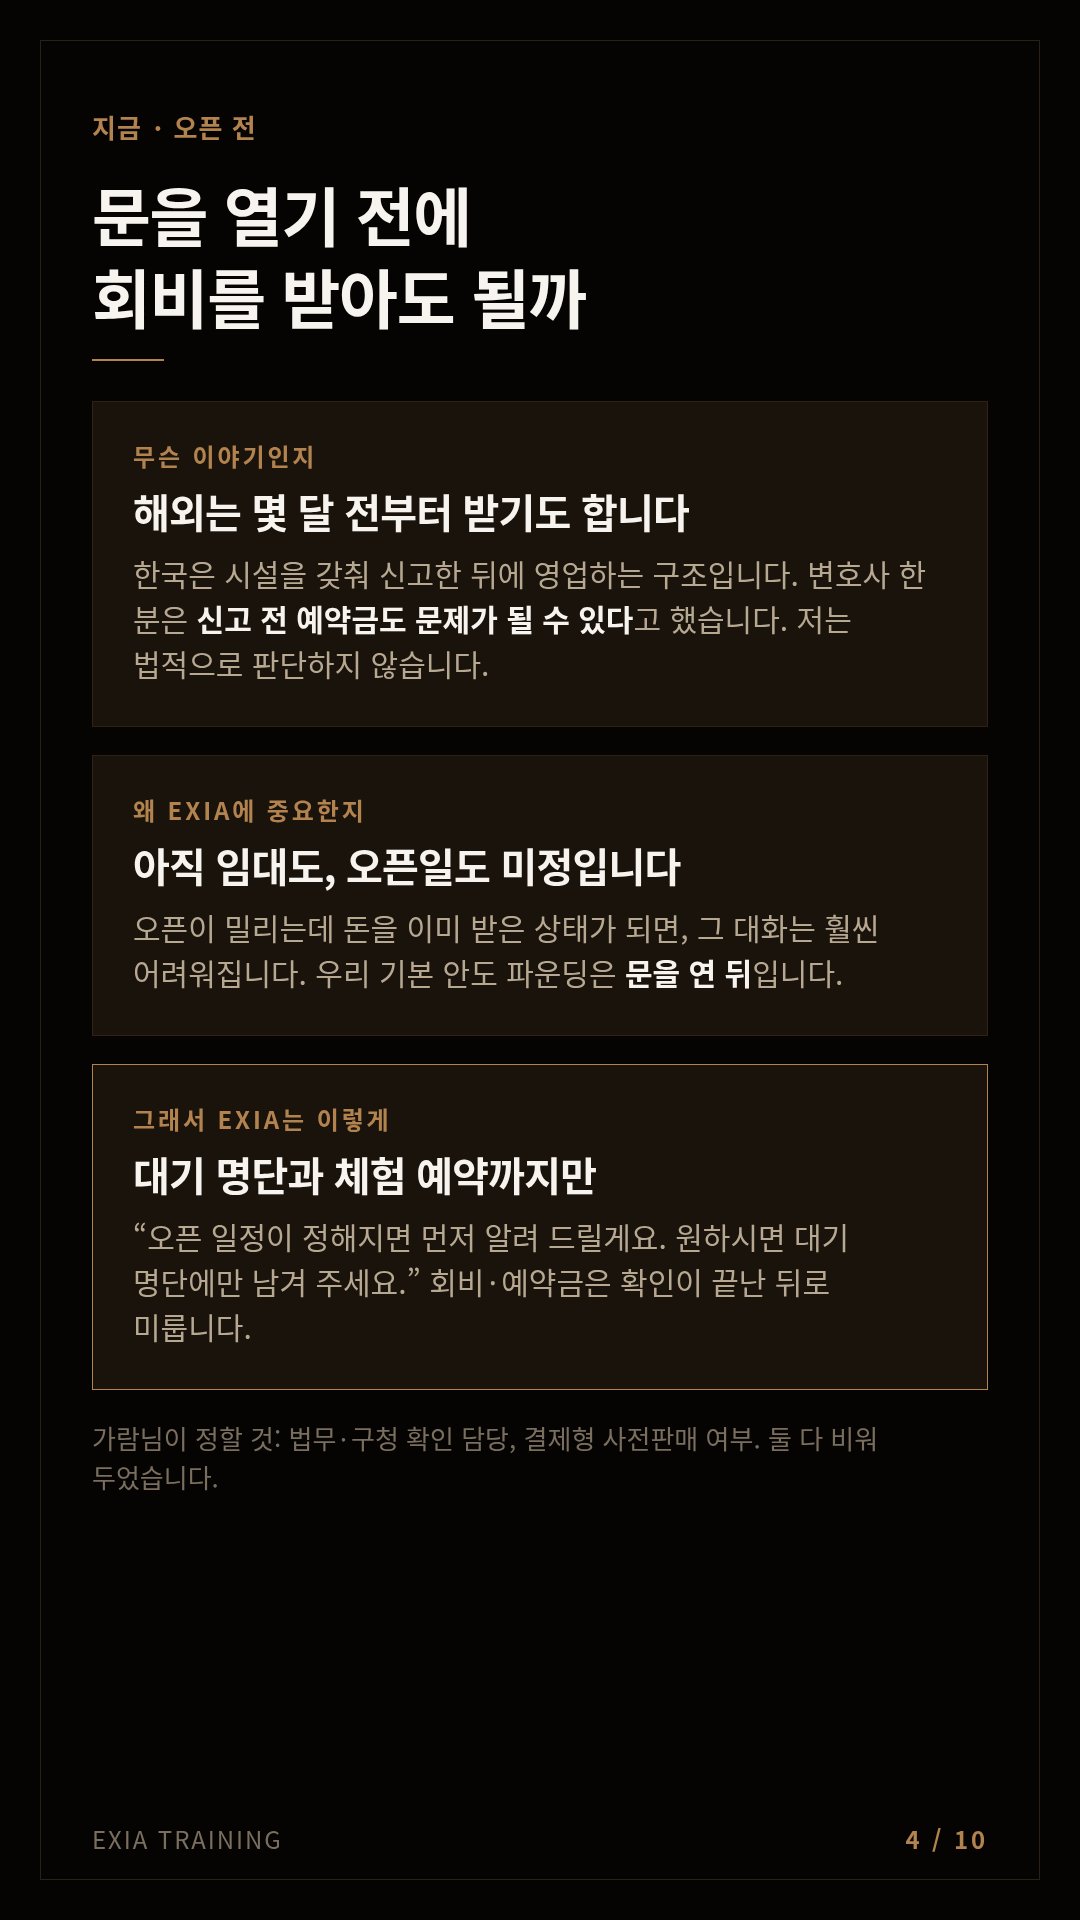 지금 · 오픈 전
문을 열기 전에
회비를 받아도 될까
무슨 이야기인지
해외는 몇 달 전부터 받기도 합니다
한국은 시설을 갖춰 신고한 뒤에 영업하는 구조입니다. 변호사 한
분은 신고 전 예약금도 문제가 될 수 있다고 했습니다. 저는
법적으로 판단하지 않습니다.
왜 EXIA에 중요한지
아직 임대도, 오픈일도 미정입니다
오픈이 밀리는데 돈을 이미 받은 상태가 되면, 그 대화는 훨씬
어려워집니다. 우리 기본 안도 파운딩은 문을 연 뒤입니다.
그래서 EXIA는 이렇게
대기 명단과 체험 예약까지만
“오픈 일정이 정해지면 먼저 알려 드릴게요. 원하시면 대기
명단에만 남겨 주세요.” 회비·예약금은 확인이 끝난 뒤로
미룹니다.
가람님이 정할 것: 법무·구청 확인 담당, 결제형 사전판매 여부. 둘 다 비워
두었습니다.
EXIA TRAINING
4 / 10